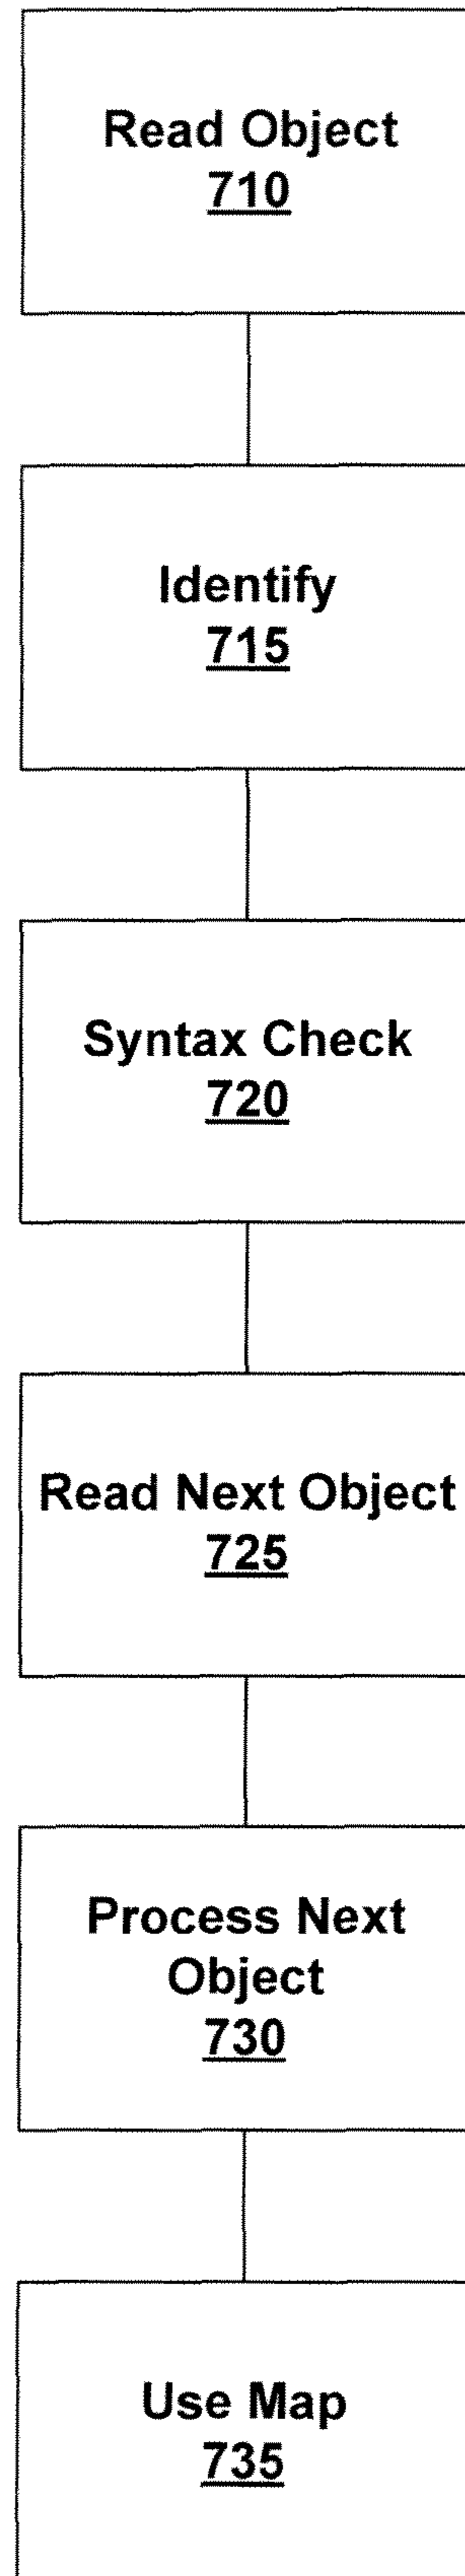 Read Object
710
Identify
715
Syntax Check
720
Read Next Object
725
Process Next
Object
730
Use Map
735